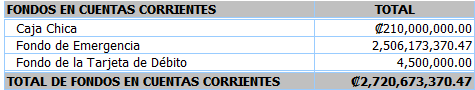 FONDOS EN CUENTAS CORRIENTES TOTAL
Caja Chica ₡210,000,000.00
Fondo de Emergencia 2,506,173,370.47
Fondo de la Tarjeta de Débito 4,500,000.00
TOTAL DE FONDOS EN CUENTAS CORRIENTES ₡2,720,673,370.47